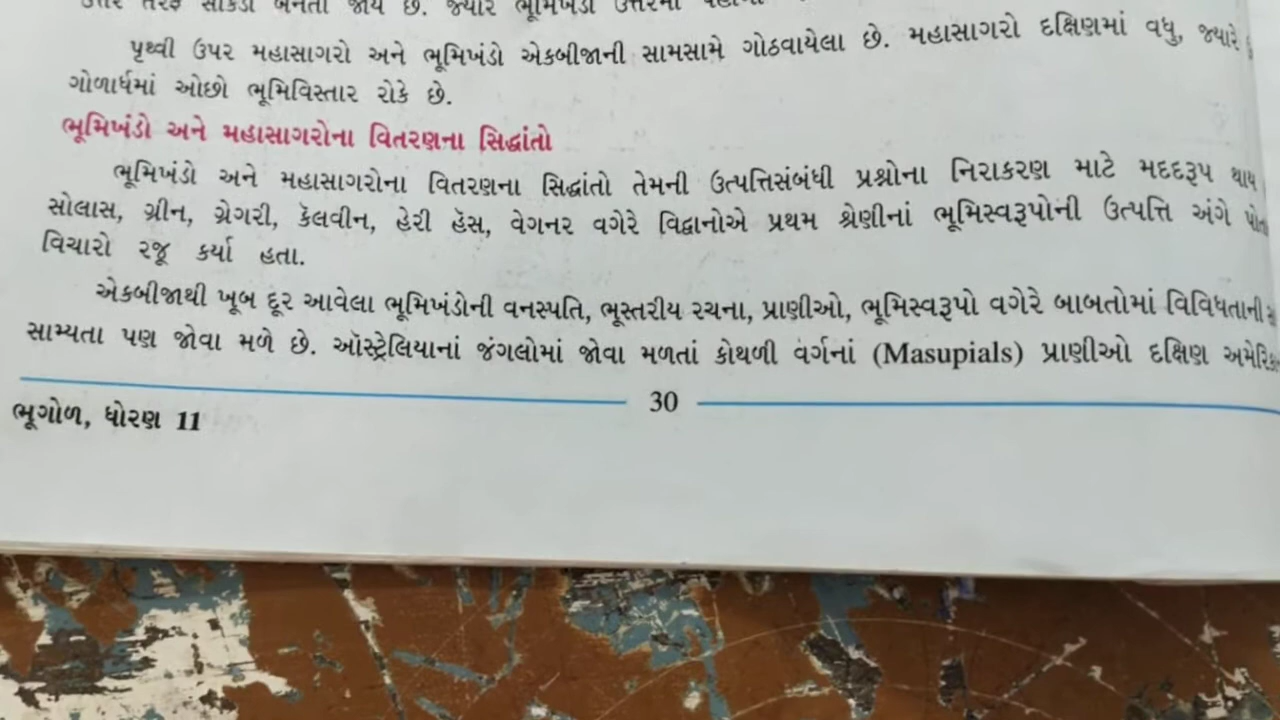 જાય છે. જ્યારે ભૂમિખંડો ઉત્તરમાં
પૃથ્વી ઉપર મહાસાગરો અને ભૂમિખંડો એકબીજાની સામસામે ગોઠવાયેલા છે. મહાસાગરો દક્ષિણમાં વધુ, જ્યારે
ગોળાર્ધમાં ઓછો ભૂમિવિસ્તાર રોકે છે.
ભૂમિખંડો અને મહાસાગરોના વિતરણના સિદ્ધાંતો
ભૂમિખંડો અને મહાસાગરોના વિતરણના સિદ્ધાંતો તેમની ઉત્પત્તિસંબંધી પ્રશ્નોના નિરાકરણ માટે મદદરૂપ થાય
સોલાસ, ગ્રીન, ગ્રેગરી, કૅલવીન, હેરી હૅસ, વેગનર વગેરે વિદ્વાનોએ પ્રથમ શ્રેણીનાં ભૂમિસ્વરૂપોની ઉત્પત્તિ અંગે
વિચારો રજૂ કર્યા હતા.
એકબીજાથી ખૂબ દૂર આવેલા ભૂમિખંડોની વનસ્પતિ, ભૂસ્તરીય રચના, પ્રાણીઓ, ભૂમિસ્વરૂપો વગેરે બાબતોમાં વિવિધતાની
સામ્યતા પણ જોવા મળે છે. ઑસ્ટ્રેલિયાનાં જંગલોમાં જોવા મળતાં કોથળી વર્ગનાં (Masupials) પ્રાણીઓ દક્ષિણ
30
ભૂગોળ, ધોરણ 11